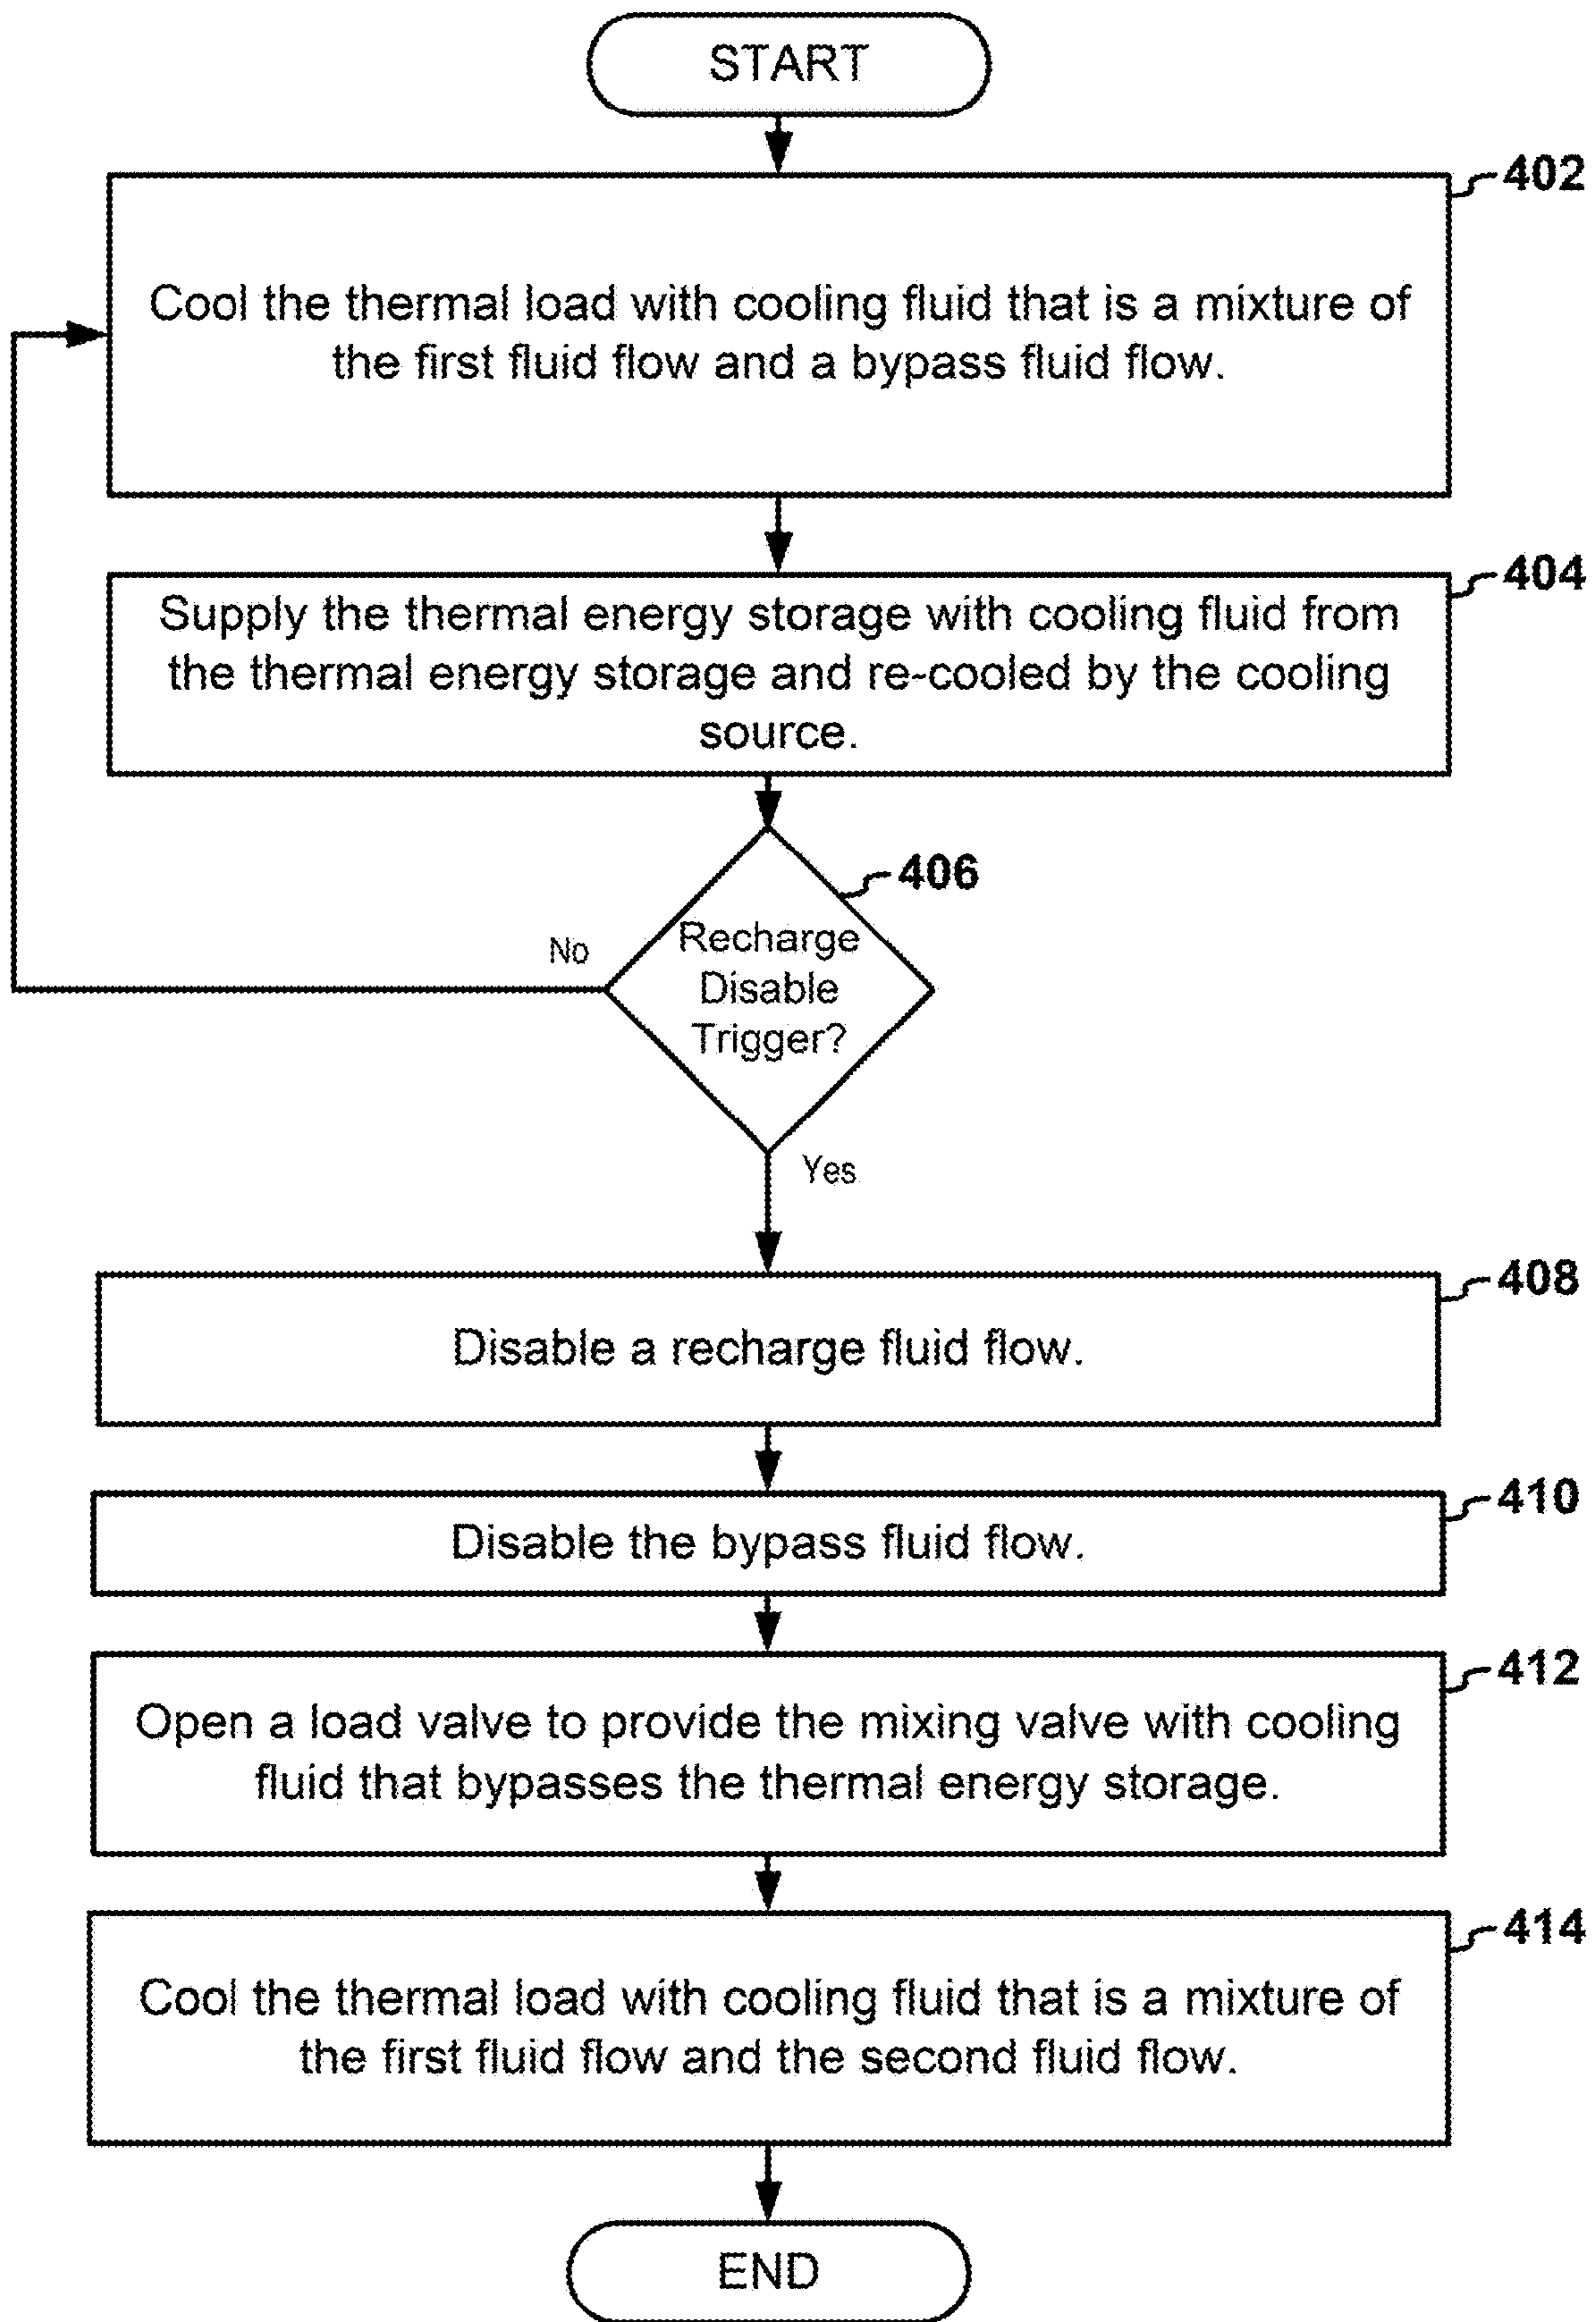 START
402
Cool the thermal load with cooling fluid that is a mixture of
the first fluid flow and a bypass fluid flow.
404
Supply the thermal energy storage with cooling fluid from
the thermal energy storage and re-cooled by the cooling
source.
406
Recharge
Disable
Trigger?
No
Yes
408
Disable a recharge fluid flow.
410
Disable the bypass fluid flow.
412
Open a load valve to provide the mixing valve with cooling
fluid that bypasses the thermal energy storage.
414
Cool the thermal load with cooling fluid that is a mixture of
the first fluid flow and the second fluid flow.
END